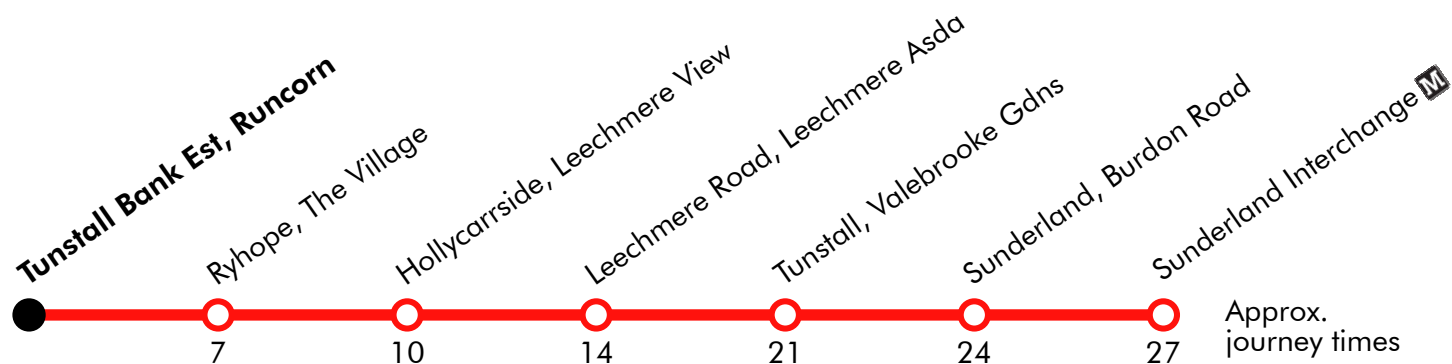 Tunstall Bank Est, Runcorn
Ryhope, The Village
Hollycarrside, Leechmere View
Leechmere Road, Leechmere Asda
Tunstall, Valebrooke Gdns
Sunderland, Burdon Road
Sunderland Interchange M
7
10
14
21
24
27
Approx.
journey times